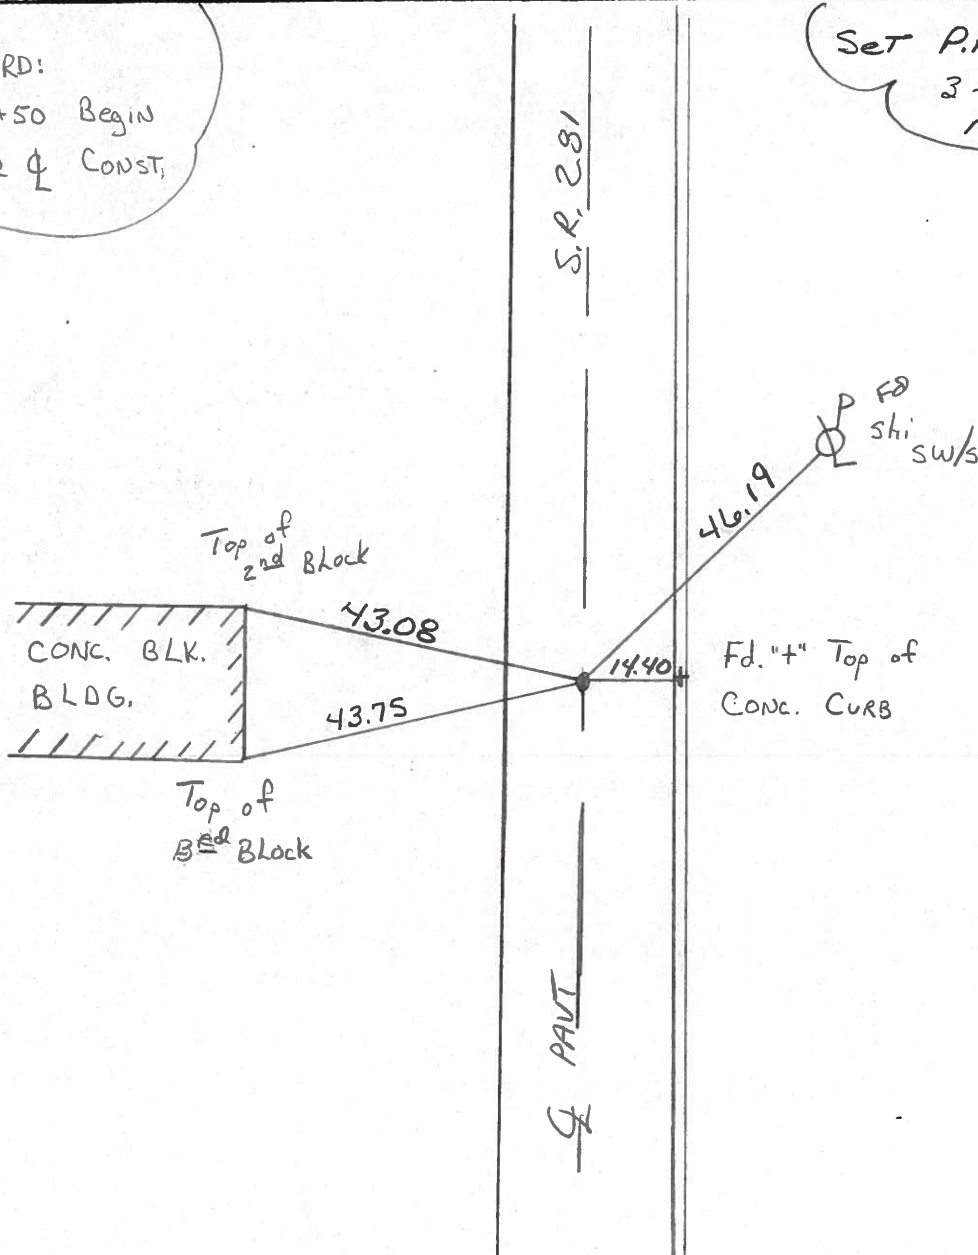 RD:
+50 Begin
℄ CONST,
SET P.
3
S.R. 281
P
Fd
shi
SW/S
46.19
Top of
2nd Block
43.08
CONC. BLK.
BLDG.
14.40
Fd. "+" Top of
CONC. CURB
43.75
Top of
Block
℄ PAVT